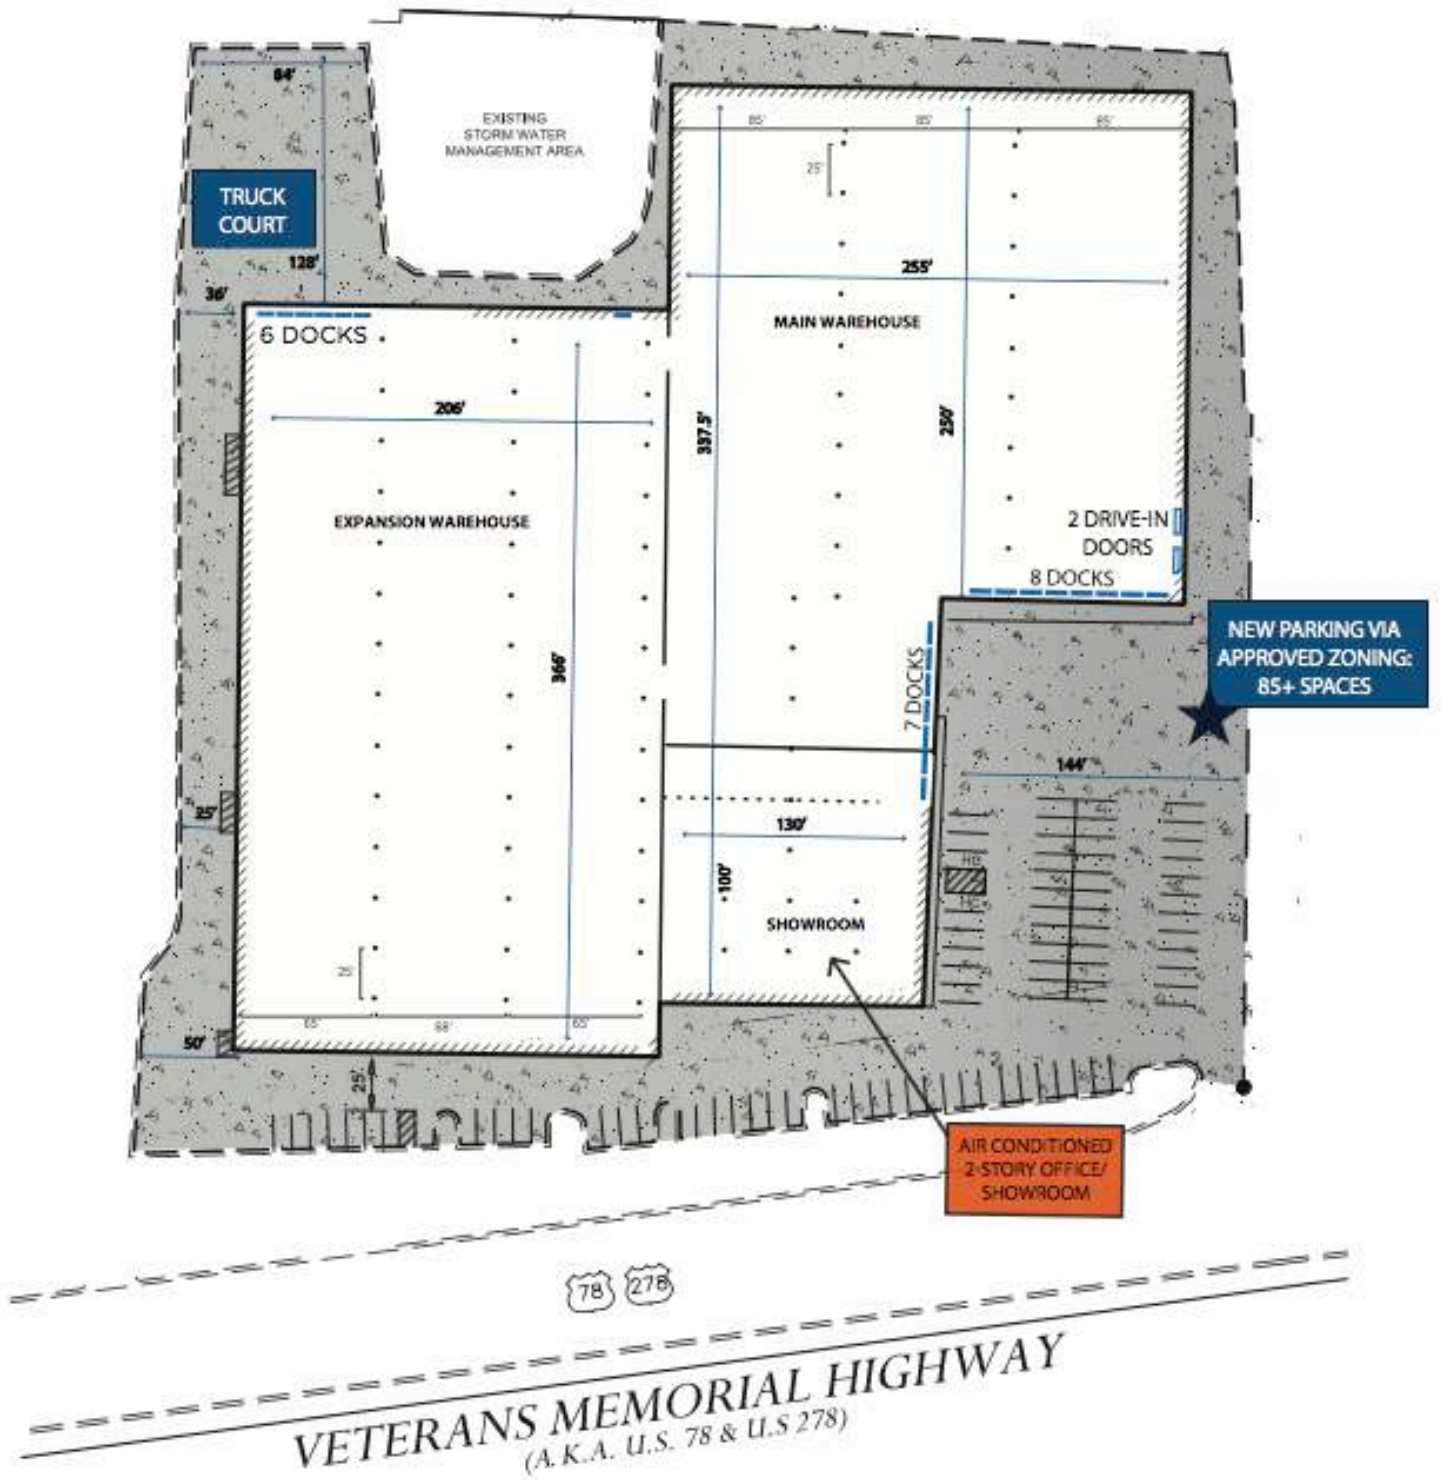 84'
EXISTING
STORM WATER
MANAGEMENT AREA
85'
85'
85'
25'
TRUCK
COURT
128'
36'
255'
MAIN WAREHOUSE
6 DOCKS
206'
337.5'
250'
EXPANSION WAREHOUSE
2 DRIVE-IN
DOORS
8 DOCKS
366'
7 DOCKS
NEW PARKING VIA
APPROVED ZONING:
85+ SPACES
144'
25'
130'
100'
HC
HC
SHOWROOM
25'
65'
68'
65'
50'
25'
AIR CONDITIONED
2-STORY OFFICE/
SHOWROOM
78
278
VETERANS MEMORIAL HIGHWAY
(A.K.A. U.S. 78 & U.S 278)